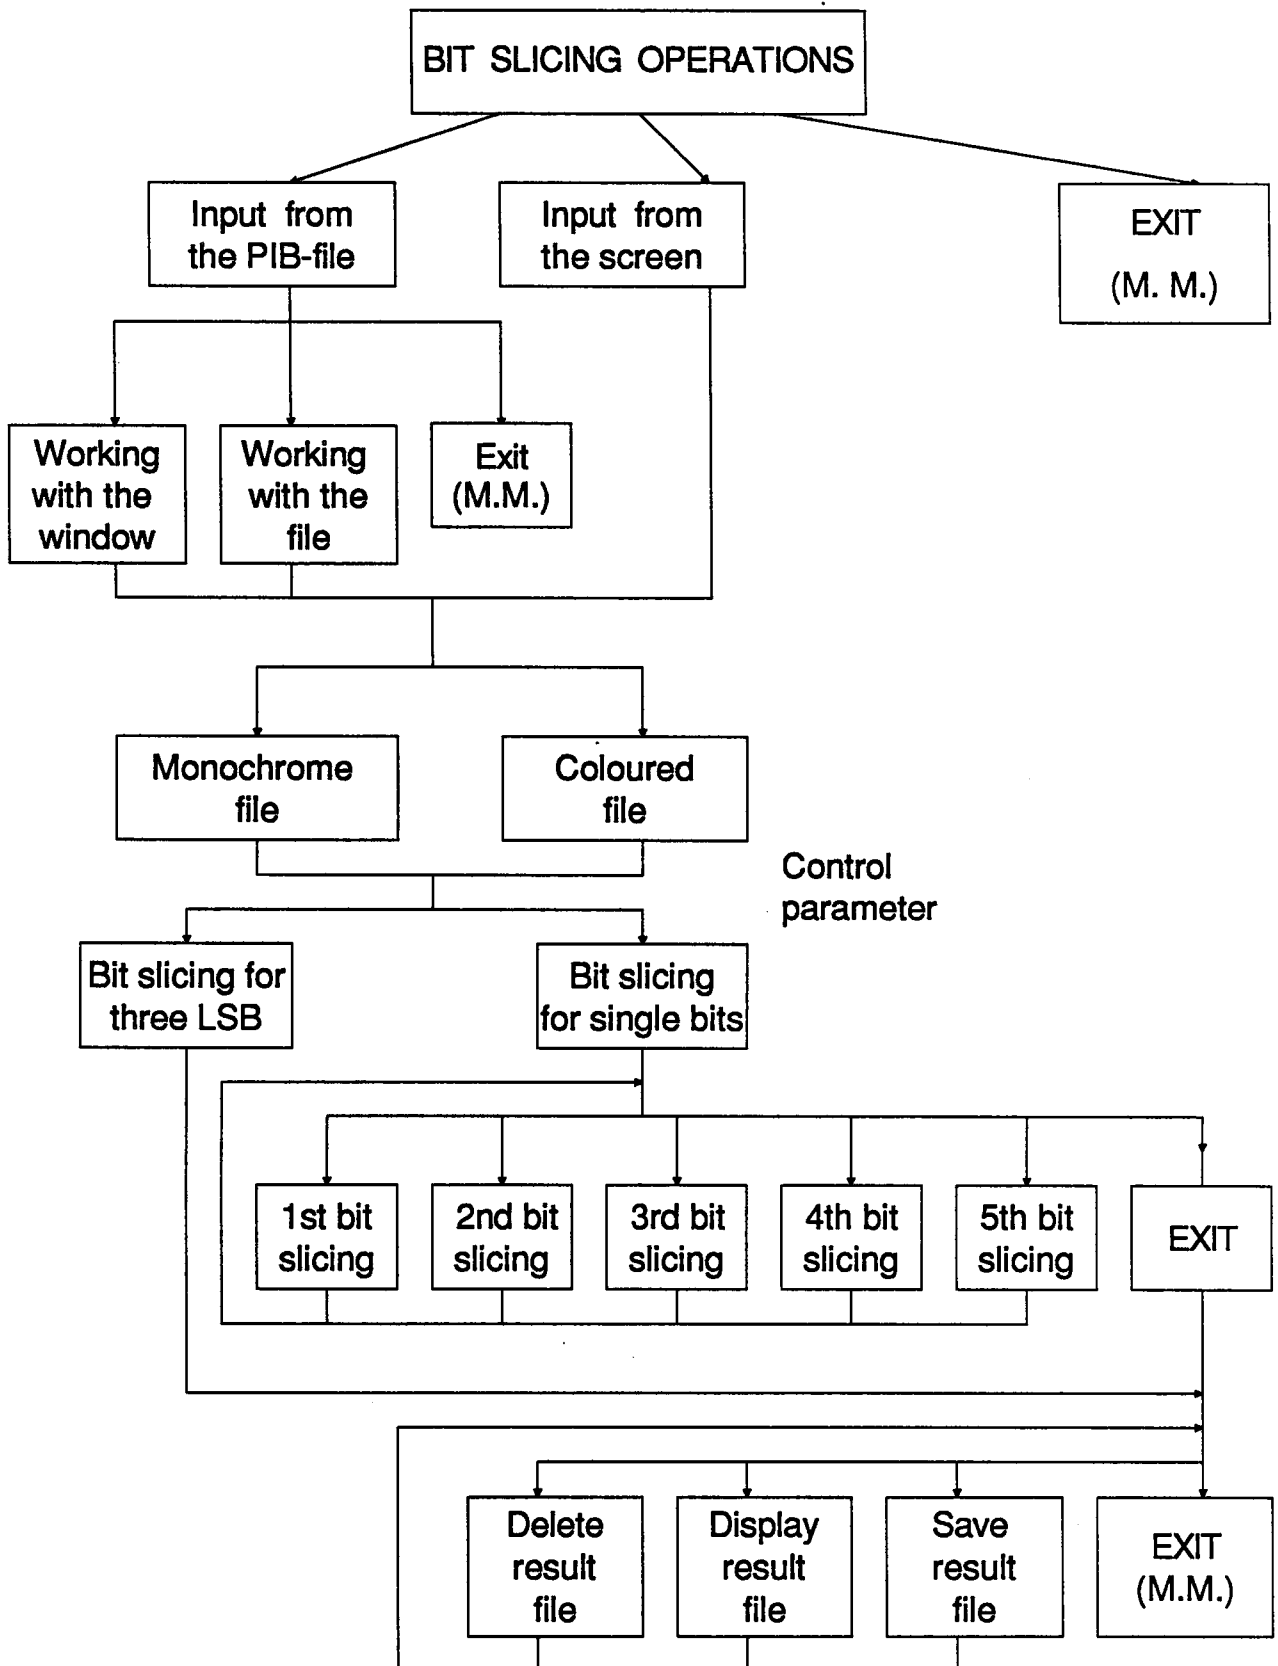 BIT SLICING OPERATIONS
Input from
the PIB-file
Input from
the screen
EXIT
(M. M.)
Working
with the
window
Working
with the
file
Exit
(M.M.)
Monochrome
file
Coloured
file
Control
parameter
Bit slicing for
three LSB
Bit slicing
for single bits
1st bit
slicing
2nd bit
slicing
3rd bit
slicing
4th bit
slicing
5th bit
slicing
EXIT
Delete
result
file
Display
result
file
Save
result
file
EXIT
(M.M.)